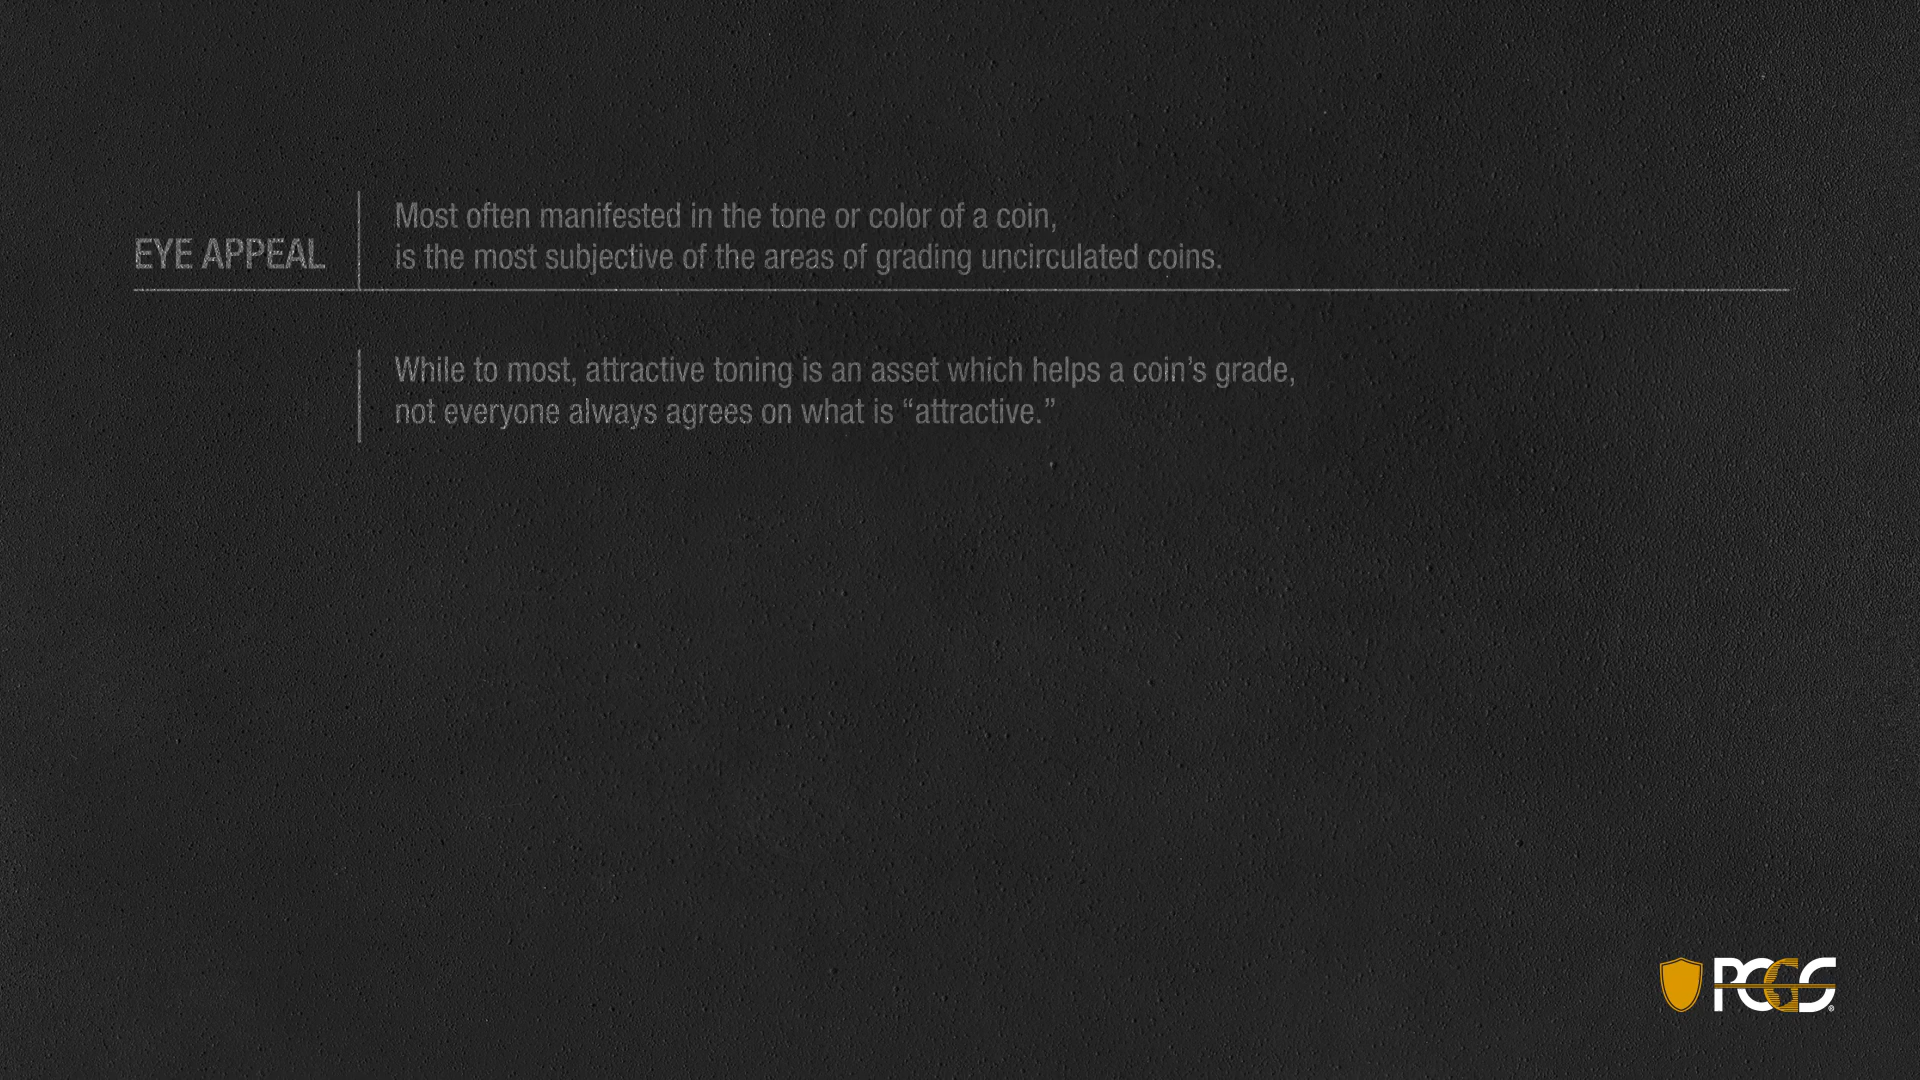 EYE APPEAL
Most often manifested in the tone or color of a coin,
is the most subjective of the areas of grading uncirculated coins.
While to most, attractive toning is an asset which helps a coin’s grade,
not everyone always agrees on what is “attractive.”
PCGS®